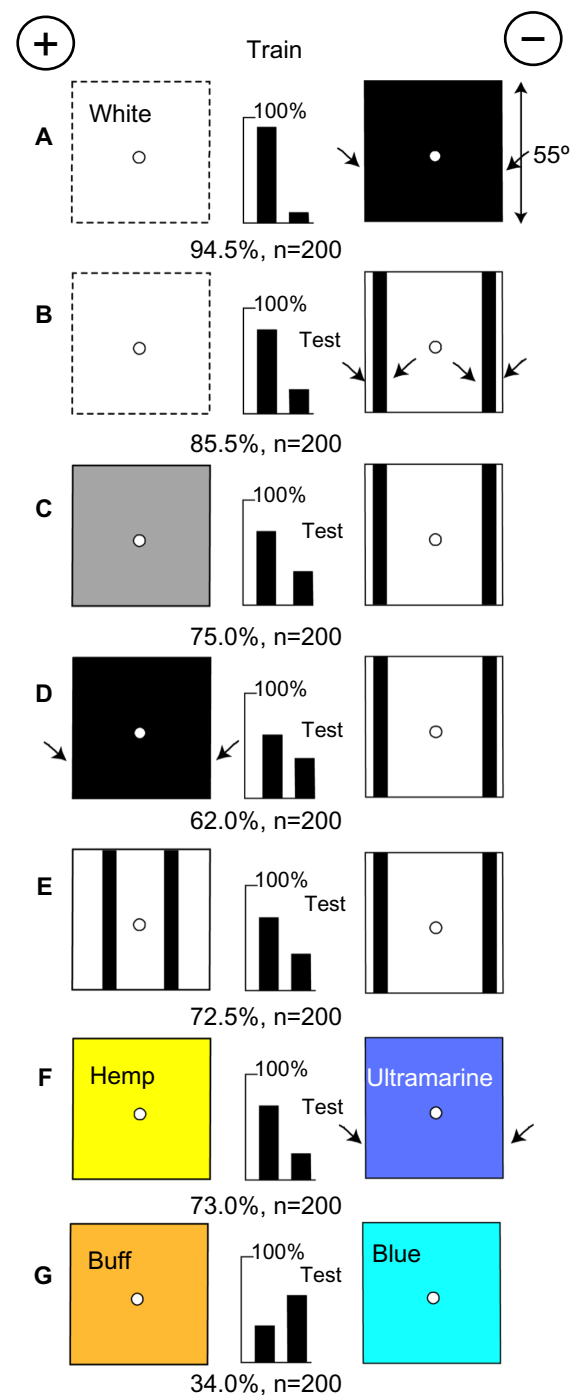 +
Train
−
A
White
100%
55º
94.5%, n=200
B
100%
Test
85.5%, n=200
C
100%
Test
75.0%, n=200
D
100%
Test
62.0%, n=200
E
100%
Test
72.5%, n=200
F
Hemp
100%
Test
Ultramarine
73.0%, n=200
G
Buff
100%
Test
Blue
34.0%, n=200